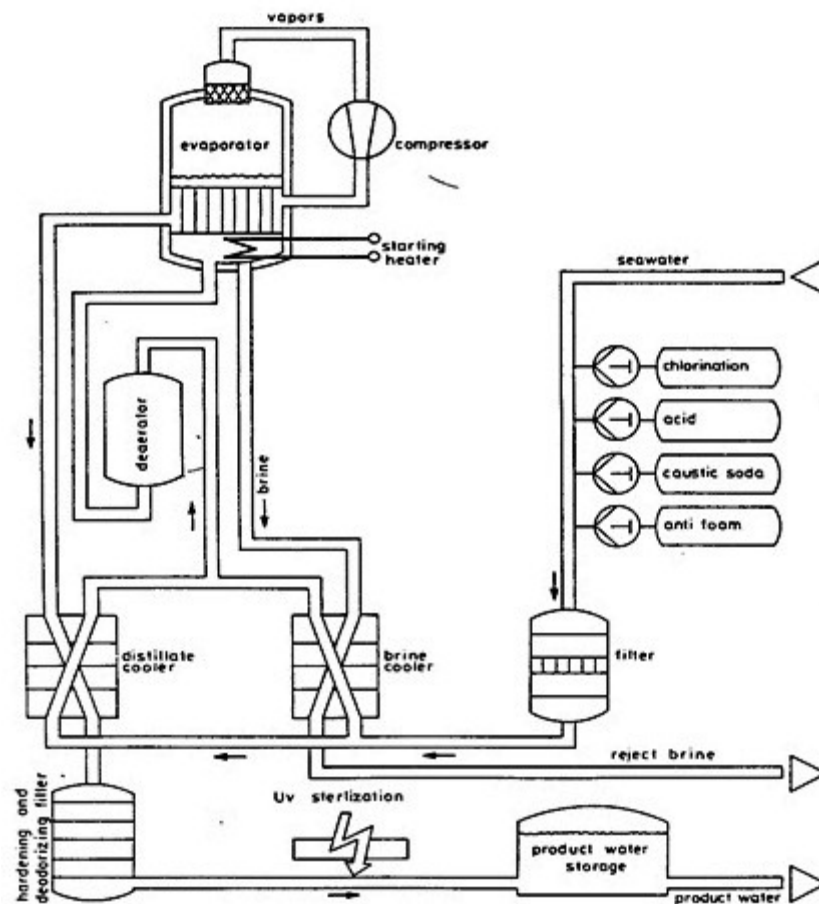 vapors
evaporator
compressor
starting
heater
seawater
chlorination
acid
caustic soda
anti foam
deaerator
brine
distillate
cooler
brine
cooler
filter
reject brine
Uv sterlization
hardening and
deodorizing filter
product water
storage
product water